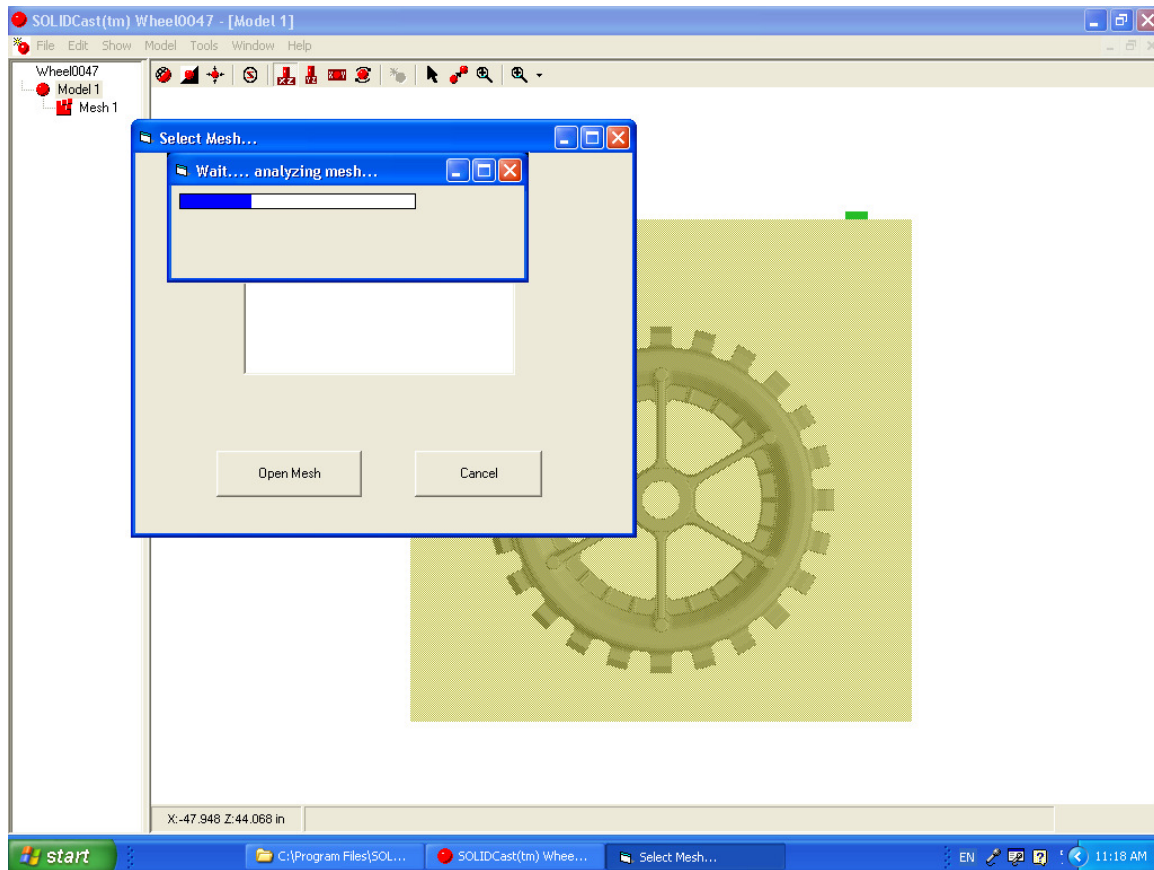 SOLIDCast(tm) Wheel0047 - [Model 1]
File Edit Show Model Tools Window Help
Wheel0047
Model 1
Mesh 1
Select Mesh...
Wait.... analyzing mesh...
Open Mesh
Cancel
X:-47.948 Z:44.068 in
start
C:\Program Files\SOL...
SOLIDCast(tm) Whee...
Select Mesh...
EN
11:18 AM